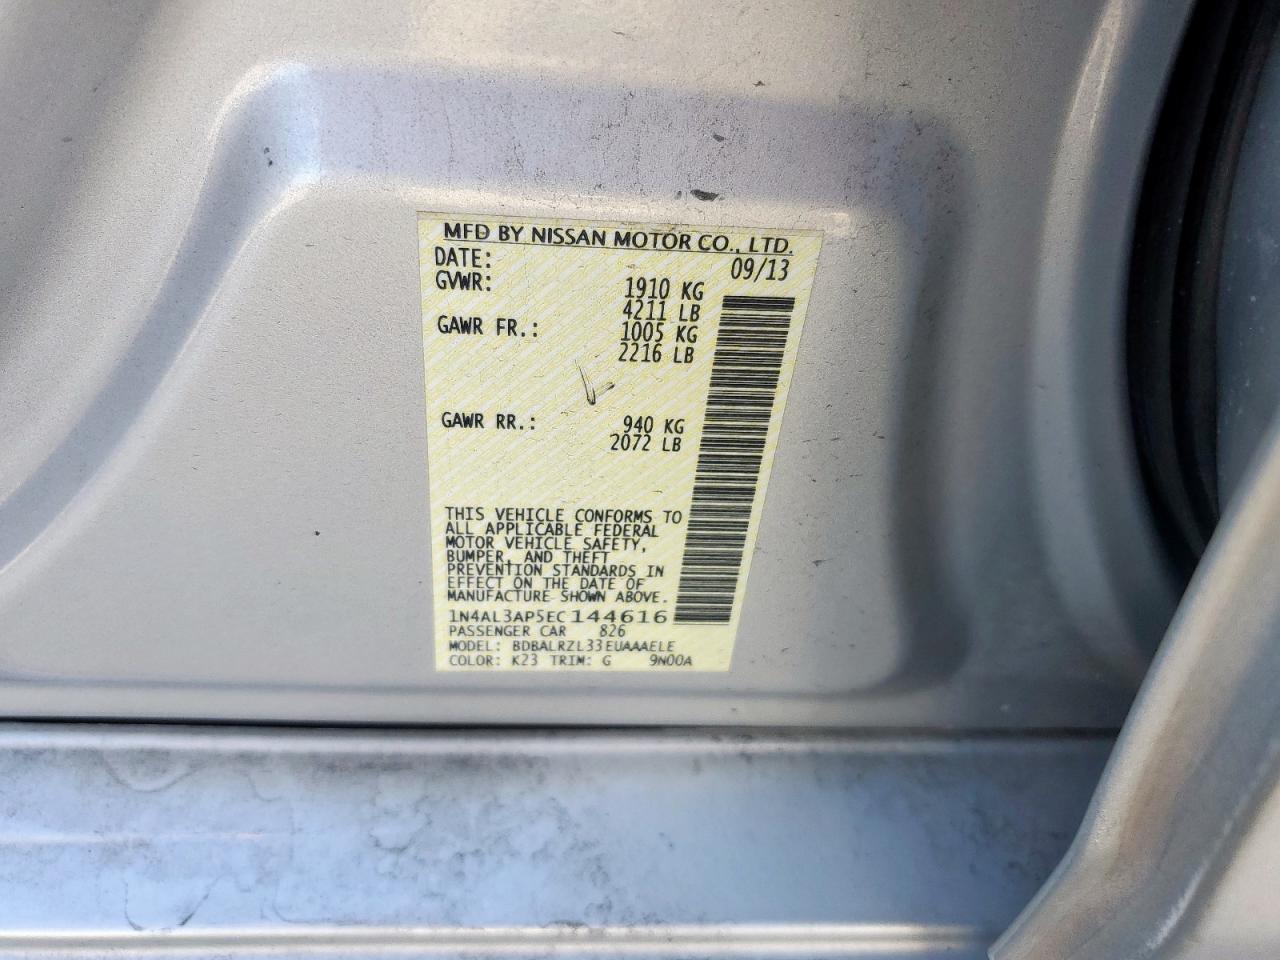 MFD BY NISSAN MOTOR CO., LTD.
DATE: 09/13
GVWR: 1910 KG
4211 LB
GAWR FR.: 1005 KG
2216 LB
GAWR RR.: 940 KG
2072 LB
THIS VEHICLE CONFORMS TO
ALL APPLICABLE FEDERAL
MOTOR VEHICLE SAFETY,
BUMPER, AND THEFT
PREVENTION STANDARDS IN
EFFECT ON THE DATE OF
MANUFACTURE SHOWN ABOVE.
1N4AL3AP5EC144616
PASSENGER CAR 826
MODEL: BDBALRZL33EUAAAELE
COLOR: K23 TRIM: G 9N00A